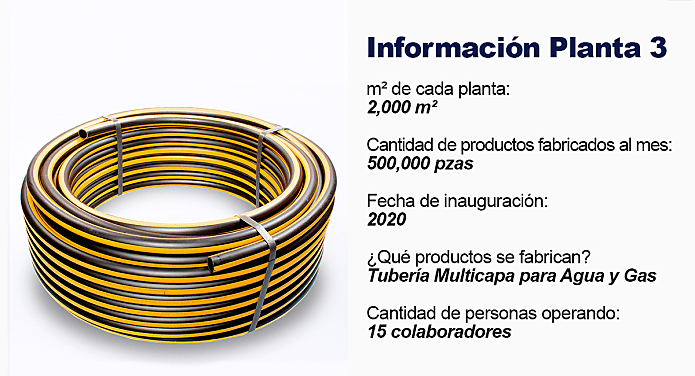 Información Planta 3
m² de cada planta:
2,000 m²
Cantidad de productos fabricados al mes:
500,000 pzas
Fecha de inauguración:
2020
¿Qué productos se fabrican?
Tubería Multicapa para Agua y Gas
Cantidad de personas operando:
15 colaboradores